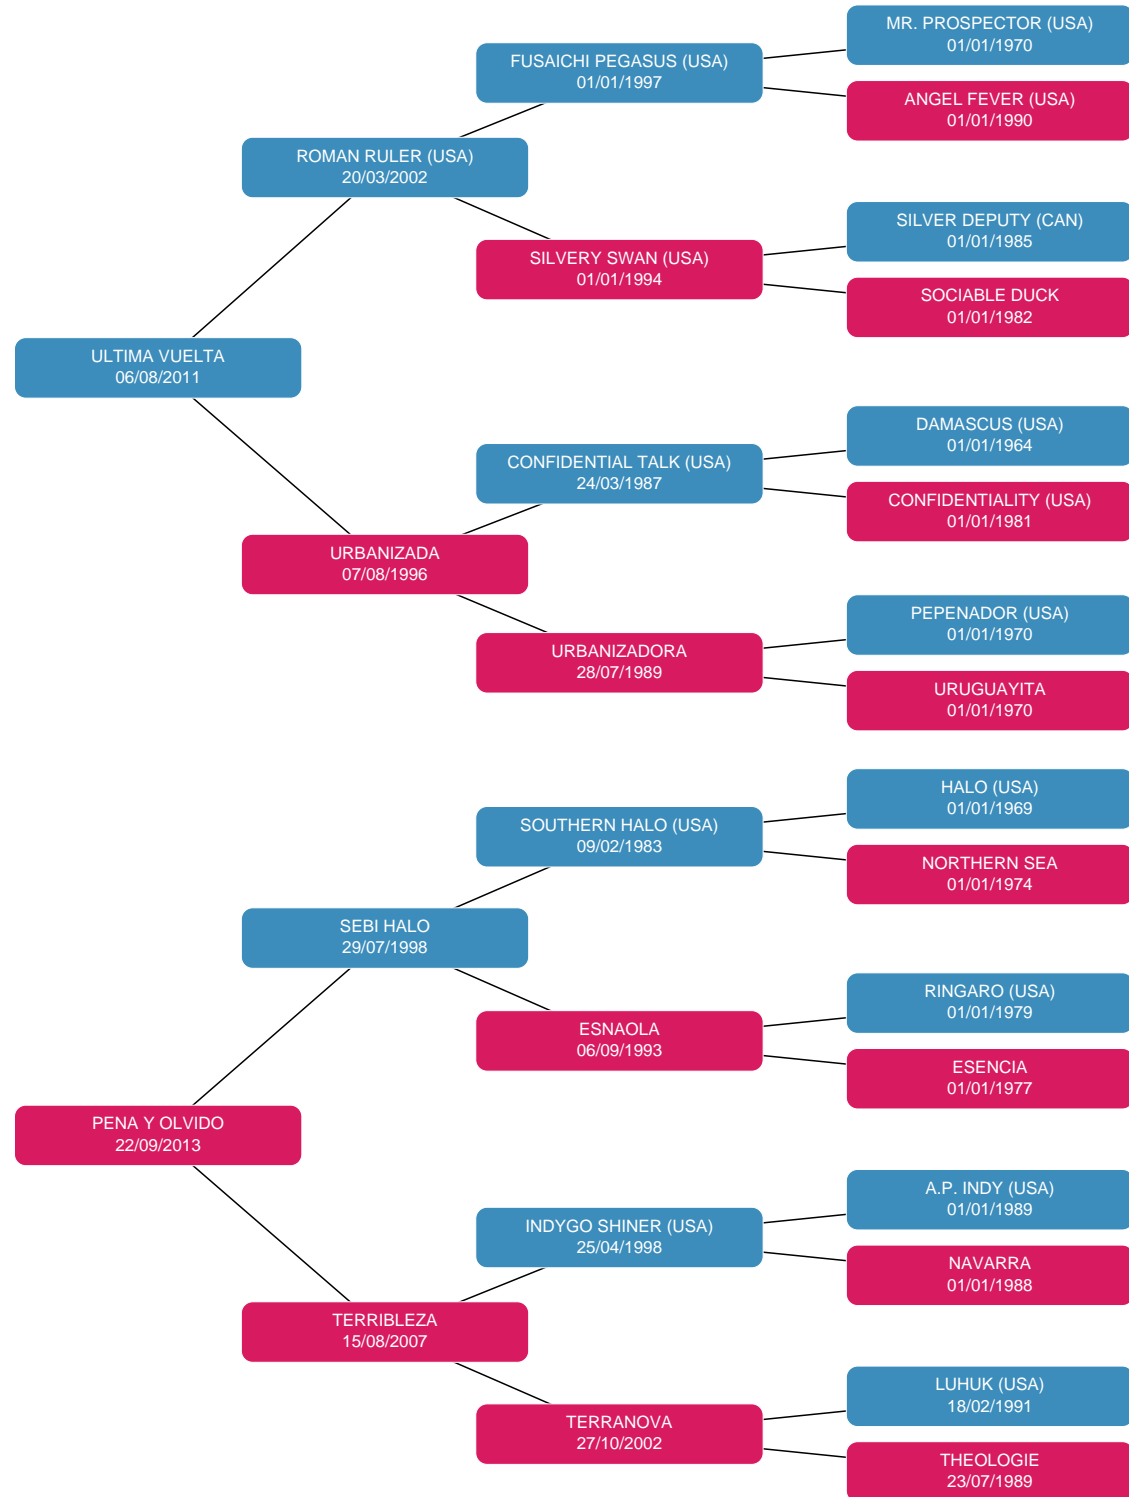 MR. PROSPECTOR (USA)
01/01/1970
FUSAICHI PEGASUS (USA)
01/01/1997
ANGEL FEVER (USA)
01/01/1990
ROMAN RULER (USA)
20/03/2002
SILVER DEPUTY (CAN)
01/01/1985
SILVERY SWAN (USA)
01/01/1994
SOCIABLE DUCK
01/01/1982
ULTIMA VUELTA
06/08/2011
DAMASCUS (USA)
01/01/1964
CONFIDENTIAL TALK (USA)
24/03/1987
CONFIDENTIALITY (USA)
01/01/1981
URBANIZADA
07/08/1996
PEPENADOR (USA)
01/01/1970
URBANIZADORA
28/07/1989
URUGUAYITA
01/01/1970
HALO (USA)
01/01/1969
SOUTHERN HALO (USA)
09/02/1983
NORTHERN SEA
01/01/1974
SEBI HALO
29/07/1998
RINGARO (USA)
01/01/1979
ESNAOLA
06/09/1993
ESENCIA
01/01/1977
PENA Y OLVIDO
22/09/2013
A.P. INDY (USA)
01/01/1989
INDYGO SHINER (USA)
25/04/1998
NAVARRA
01/01/1988
TERRIBLEZA
15/08/2007
LUHUK (USA)
18/02/1991
TERRANOVA
27/10/2002
THEOLOGIE
23/07/1989